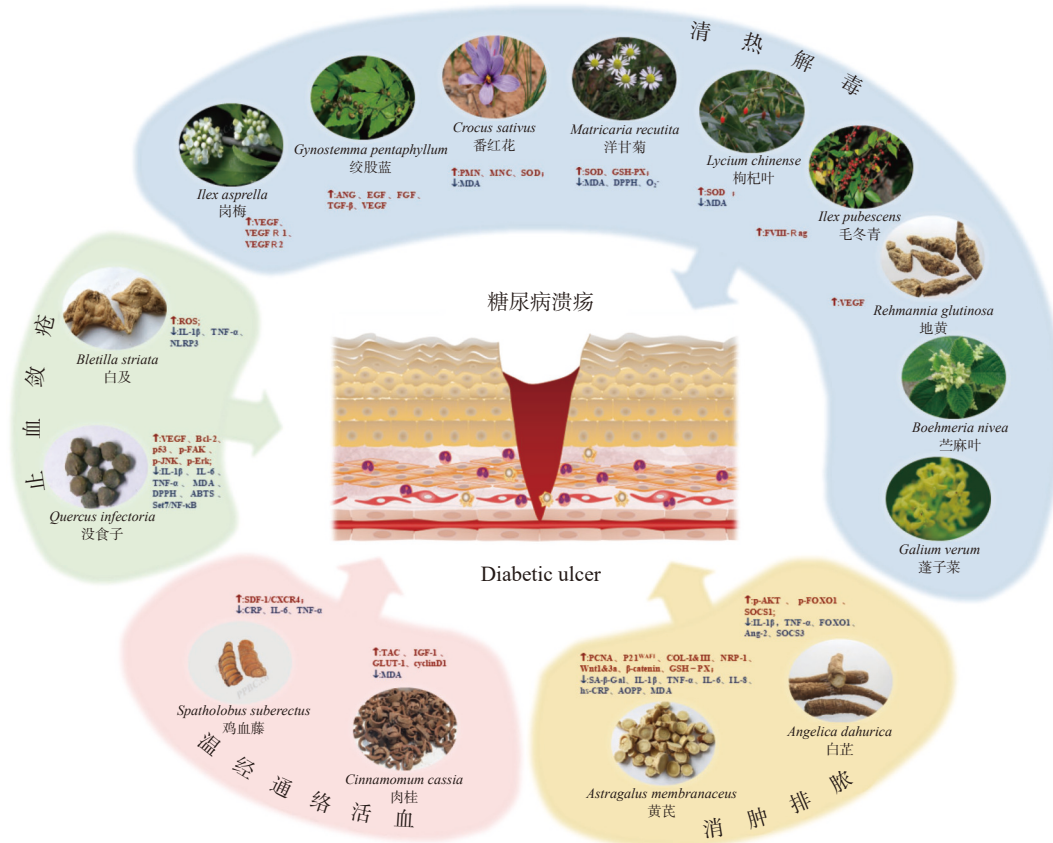 清热解毒
Ilex asprella
岗梅
↑:VEGF、
VEGF R 1、
VEGFR2
Gynostemma pentaphyllum
绞股蓝
↑:ANG 、EGF 、FGF、
TGF-β、VEGF
Crocus sativus
番红花
↑:PMN、MNC、SOD;
↓:MDA
Matricaria recutita
洋甘菊
↑:SOD、GSH-PX;
↓:MDA、DPPH、O₂⁻
Lycium chinense
枸杞叶
↑:SOD ;
↓:MDA
Ilex pubescens
毛冬青
↑:FVIII-Rag
Rehmannia glutinosa
地黄
↑:VEGF
Boehmeria nivea
苎麻叶
Galium verum
蓬子菜
止血敛疮
Bletilla striata
白及
↑:ROS;
↓:IL-1β、TNF-α、
NLRP3
Quercus infectoria
没食子
↑:VEGF、Bcl-2、
p53 、p-FAK 、
p-JNK、p-Erk;
↓:IL-1β 、IL-6 、
TNF-α 、MDA 、
DPPH 、ABTS 、
Set7/NF-κB
糖尿病溃疡
Diabetic ulcer
温经通络活血
↑:SDF-1/CXCR4;
↓:CRP、IL-6、TNF-α
Spatholobus suberectus
鸡血藤
↑:TAC 、IGF-1 、
GLUT-1、cyclinD1
↓:MDA
Cinnamomum cassia
肉桂
消肿排脓
↑:PCNA、P21ᵂᴬᶠ¹、COL-I&III、NRP-1、
Wnt1&3a、β-catenin、GSH－PX;
↓:SA-β-Gal、IL-1β、TNF-α、IL-6、IL-8、
hs-CRP、AOPP、MDA
Astragalus membranaceus
黄芪
↑:p-AKT 、p-FOXO1 、
SOCS1;
↓:IL-1β, TNF-α、FOXO1、
Ang-2、SOCS3
Angelica dahurica
白芷